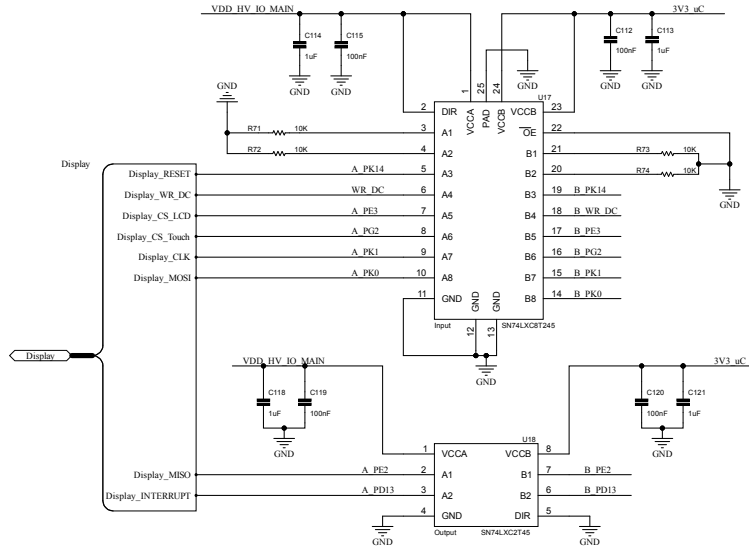 VDD_HV_IO_MAIN
3V3_uC
C114
1uF
C115
100nF
C112
100nF
C113
1uF
GND
GND
GND
GND
GND
GND
1
25
24
U17
2
DIR
VCCA
PAD
VCCB
VCCB
23
R71
10K
3
A1
OE
22
R72
10K
4
A2
B1
21
R73
10K
B2
20
R74
10K
GND
Display
Display_RESET
A_PK14
5
A3
B3
19
B_PK14
Display_WR_DC
WR_DC
6
A4
B4
18
B_WR_DC
Display_CS_LCD
A_PE3
7
A5
B5
17
B_PE3
Display_CS_Touch
A_PG2
8
A6
B6
16
B_PG2
Display_CLK
A_PK1
9
A7
B7
15
B_PK1
Display_MOSI
A_PK0
10
A8
B8
14
B_PK0
11
GND
GND
GND
Input
12
13
SN74LXC8T245
GND
Display
VDD_HV_IO_MAIN
3V3_uC
C118
1uF
C119
100nF
C120
100nF
C121
1uF
GND
GND
U18
1
VCCA
VCCB
8
Display_MISO
A_PE2
2
A1
B1
7
B_PE2
Display_INTERRUPT
A_PD13
3
A2
B2
6
B_PD13
4
GND
DIR
5
GND
Output
SN74LXC2T45
GND